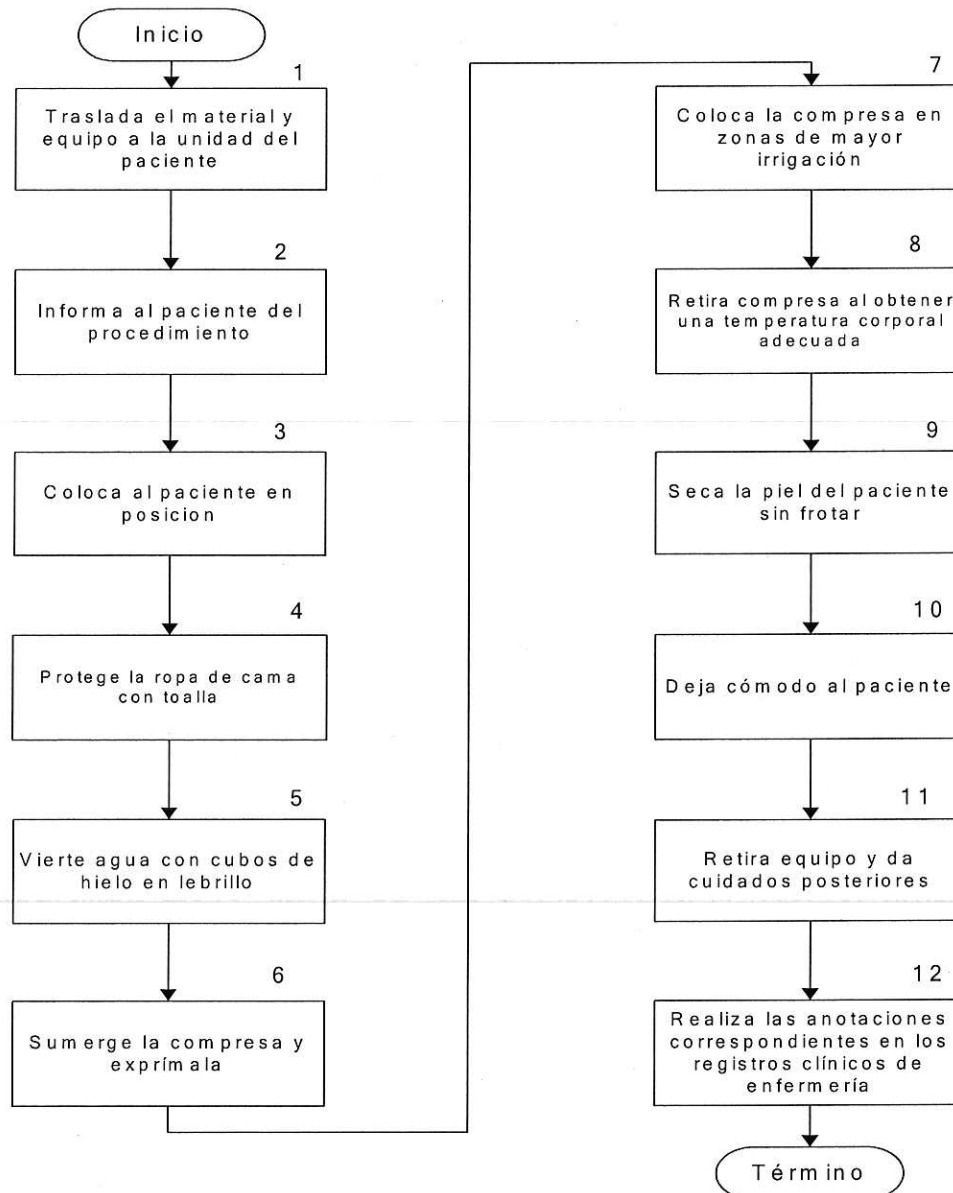 Inicio
1
Traslada el material y
equipo a la unidad del
paciente
2
Informa al paciente del
procedimiento
3
Coloca al paciente en
posicion
4
Protege la ropa de cama
con toalla
5
Vierte agua con cubos de
hielo en lebrillo
6
Sumerge la compresa y
exprímala
7
Coloca la compresa en
zonas de mayor
irrigación
8
Retira compresa al obtener
una temperatura corporal
adecuada
9
Seca la piel del paciente
sin frotar
10
Deja cómodo al paciente
11
Retira equipo y da
cuidados posteriores
12
Realiza las anotaciones
correspondientes en los
registros clínicos de
enfermería
Término